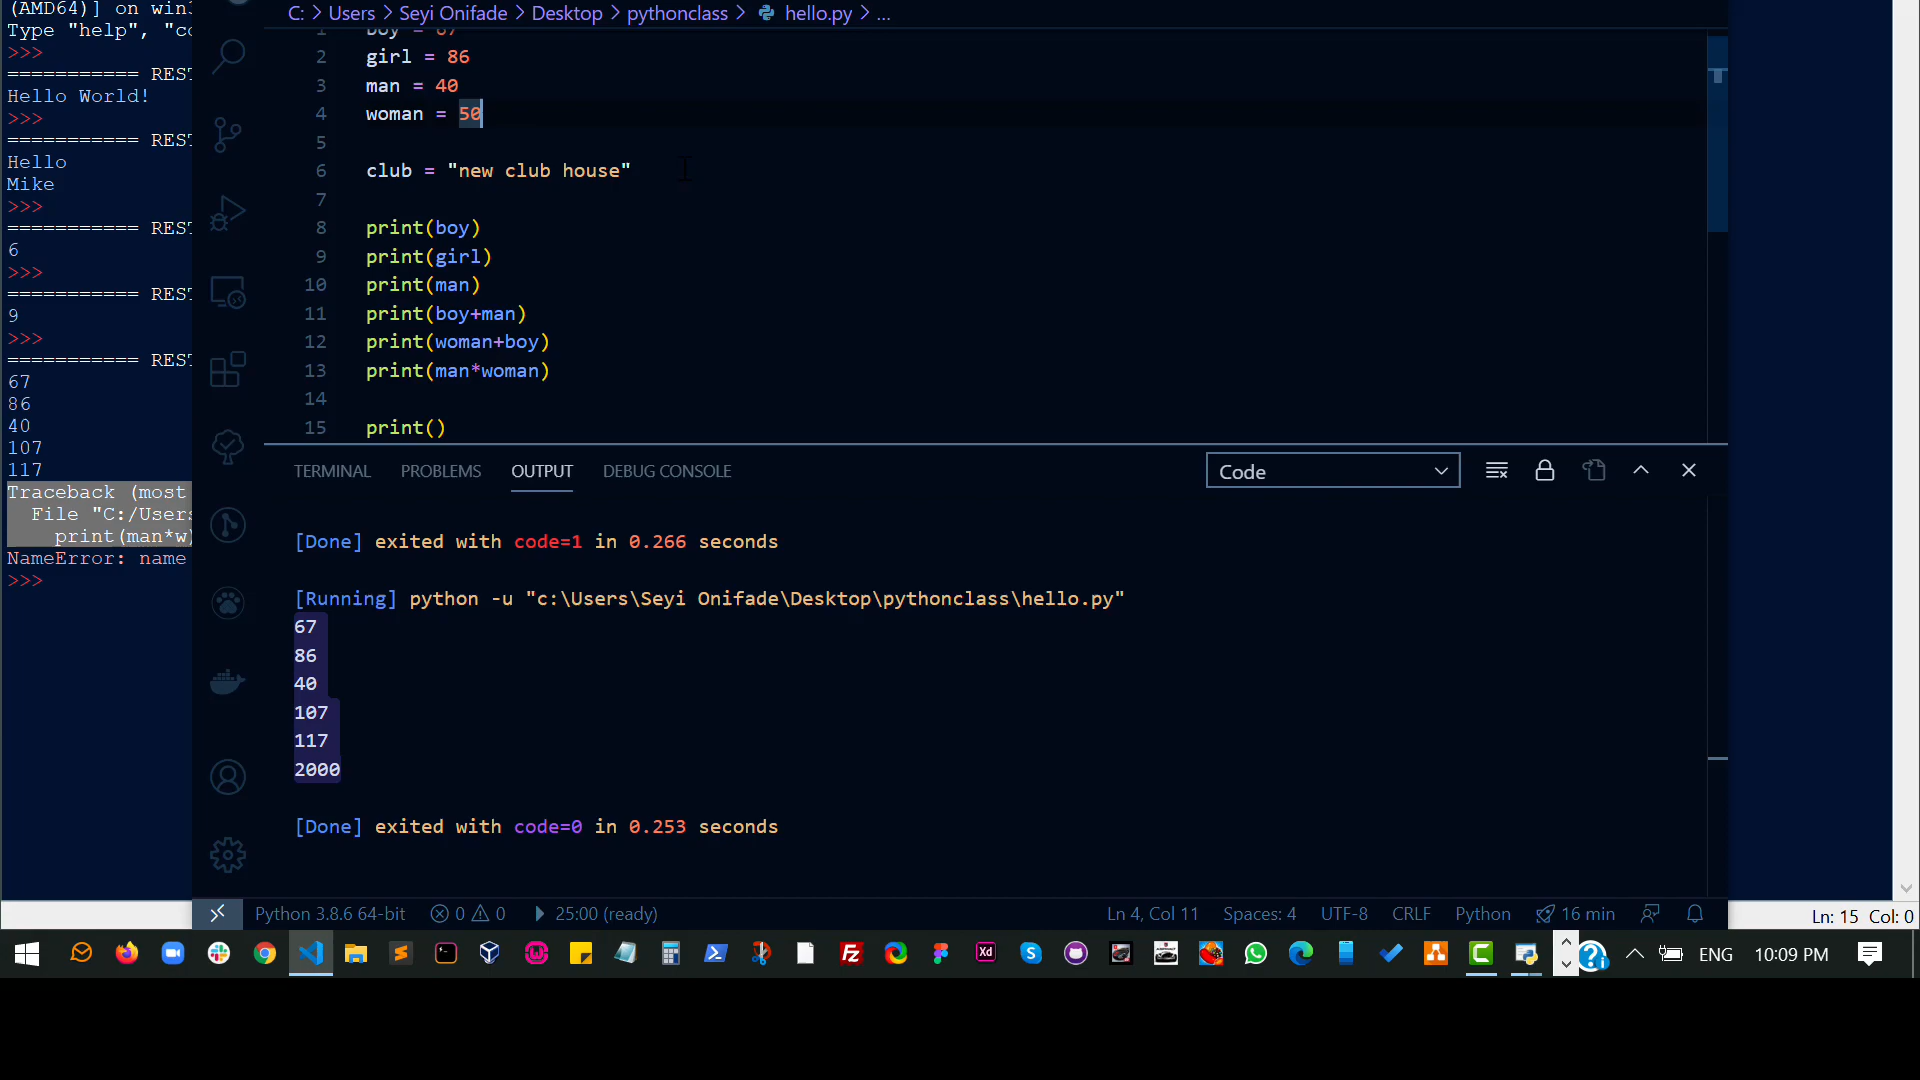 (AMD64)] on win3
Type "help", "co
>>>
=========== REST
Hello World!
>>>
=========== REST
Hello
Mike
>>>
=========== REST
6
>>>
=========== REST
9
>>>
=========== REST
67
86
40
107
117
Traceback (most
File "C:/Users
print(man*w)
NameError: name
>>>
C: > Users > Seyi Onifade > Desktop > pythonclass > hello.py > ...
1 boy = 67
2 girl = 86
3 man = 40
4 woman = 50
5
6 club = "new club house"
7
8 print(boy)
9 print(girl)
10 print(man)
11 print(boy+man)
12 print(woman+boy)
13 print(man*woman)
14
15 print()
TERMINAL PROBLEMS OUTPUT DEBUG CONSOLE Code
[Done] exited with code=1 in 0.266 seconds
[Running] python -u "c:\Users\Seyi Onifade\Desktop\pythonclass\hello.py"
67
86
40
107
117
2000
[Done] exited with code=0 in 0.253 seconds
Python 3.8.6 64-bit 0 0 25:00 (ready) Ln 4, Col 11 Spaces: 4 UTF-8 CRLF Python 16 min
Ln: 15 Col: 0
Xd ENG 10:09 PM